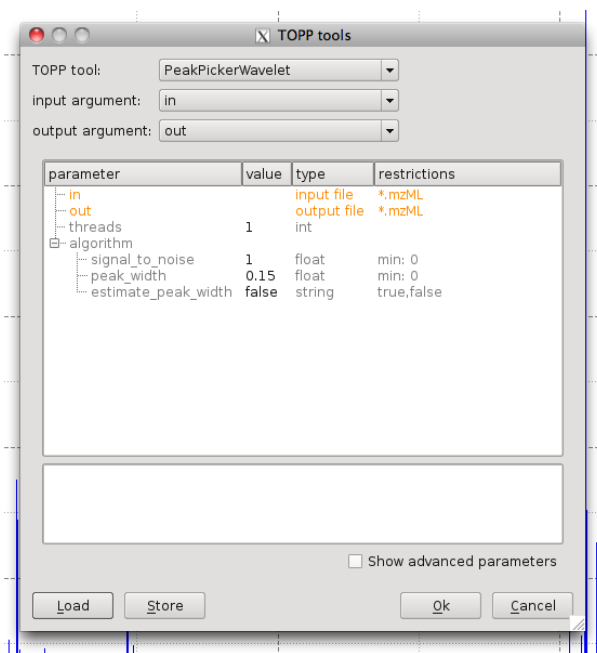 TOPP tools
TOPP tool: PeakPickerWavelet
input argument: in
output argument: out
parameter value type restrictions
in input file *.mzML
out output file *.mzML
threads 1 int
algorithm
signal_to_noise 1 float min: 0
peak_width 0.15 float min: 0
estimate_peak_width false string true,false
Show advanced parameters
Load Store Ok Cancel